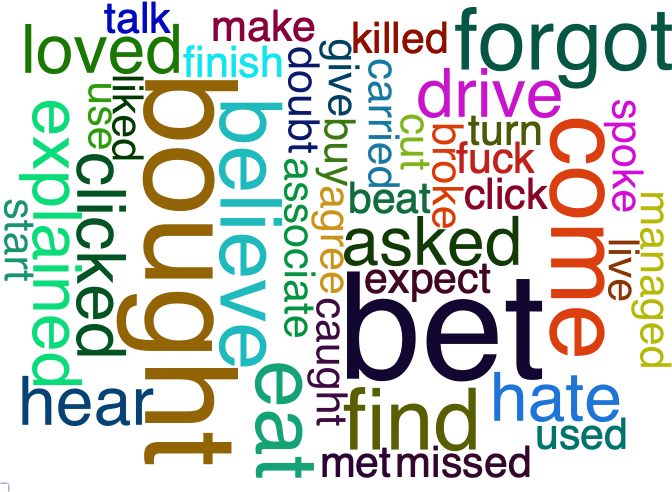 talk
make
loved
finish
killed
forgot
doubt
give
carried
drive
liked
use
bought
believe
buy
cut
broke
turn
spoke
explained
fuck
come
clicked
associate
agree
beat
click
start
asked
managed
live
expect
bet
caught
eat
hear
find
hate
used
met
missed